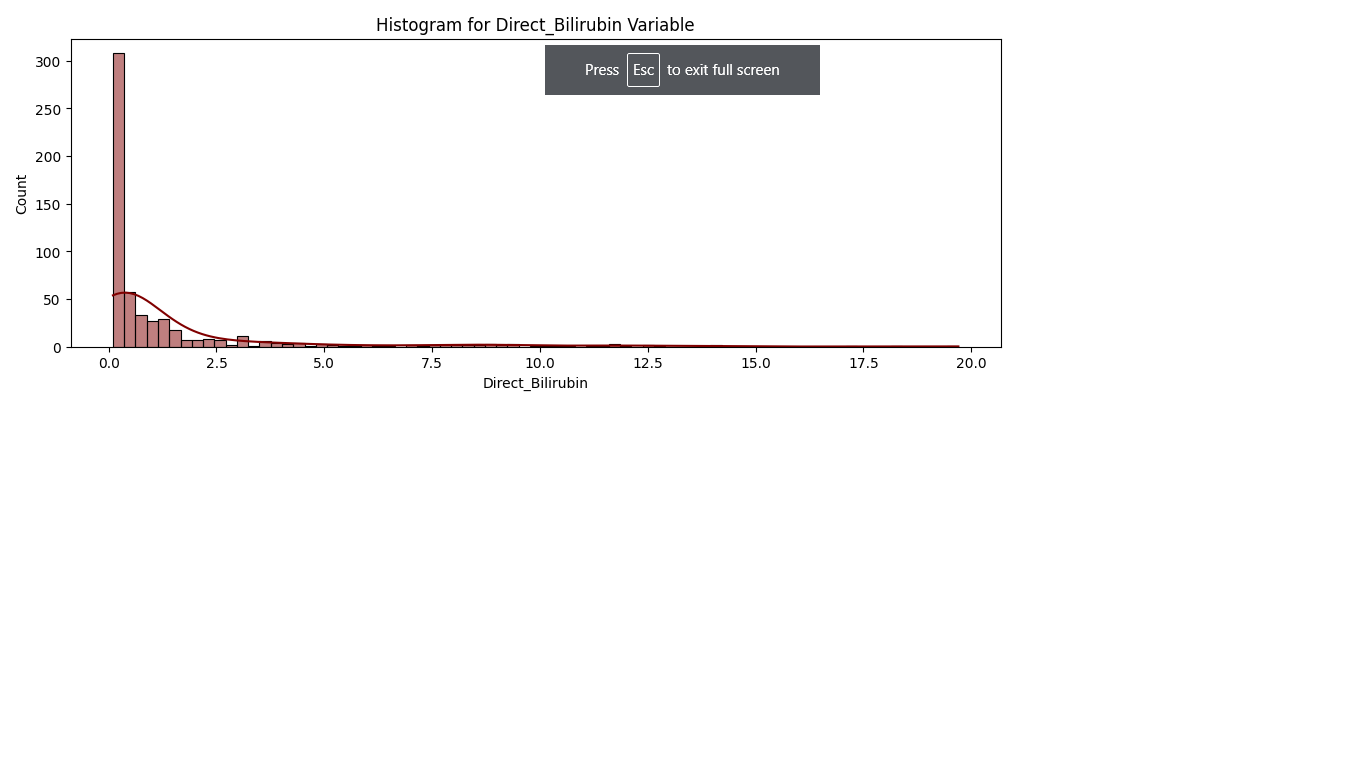 Histogram for Direct_Bilirubin Variable
Press Esc to exit full screen
300
250
200
150
100
50
0
Count
0.0 2.5 5.0 7.5 10.0 12.5 15.0 17.5 20.0
Direct_Bilirubin